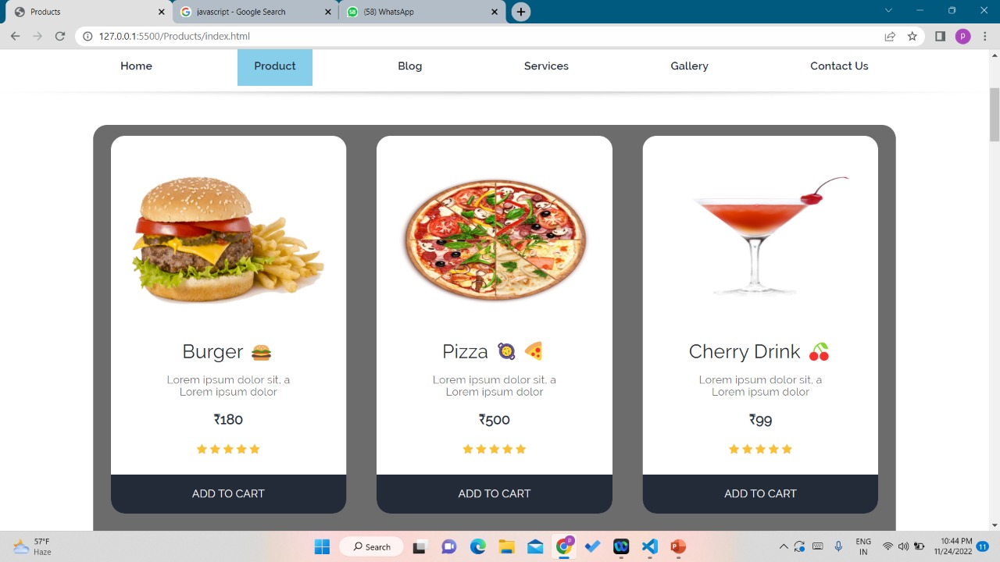 Products
javascript - Google Search
(58) WhatsApp
127.0.0.1:5500/Products/index.html
P
Home Product Blog Services Gallery Contact Us
Burger 🍔
Lorem ipsum dolor sit, a
Lorem ipsum dolor
₹180
ADD TO CART
Pizza 🥘 🍕
Lorem ipsum dolor sit, a
Lorem ipsum dolor
₹500
ADD TO CART
Cherry Drink 🍒
Lorem ipsum dolor sit, a
Lorem ipsum dolor
₹99
ADD TO CART
57°F
Haze
Search
ENG
IN
10:44 PM
11/24/2022
11